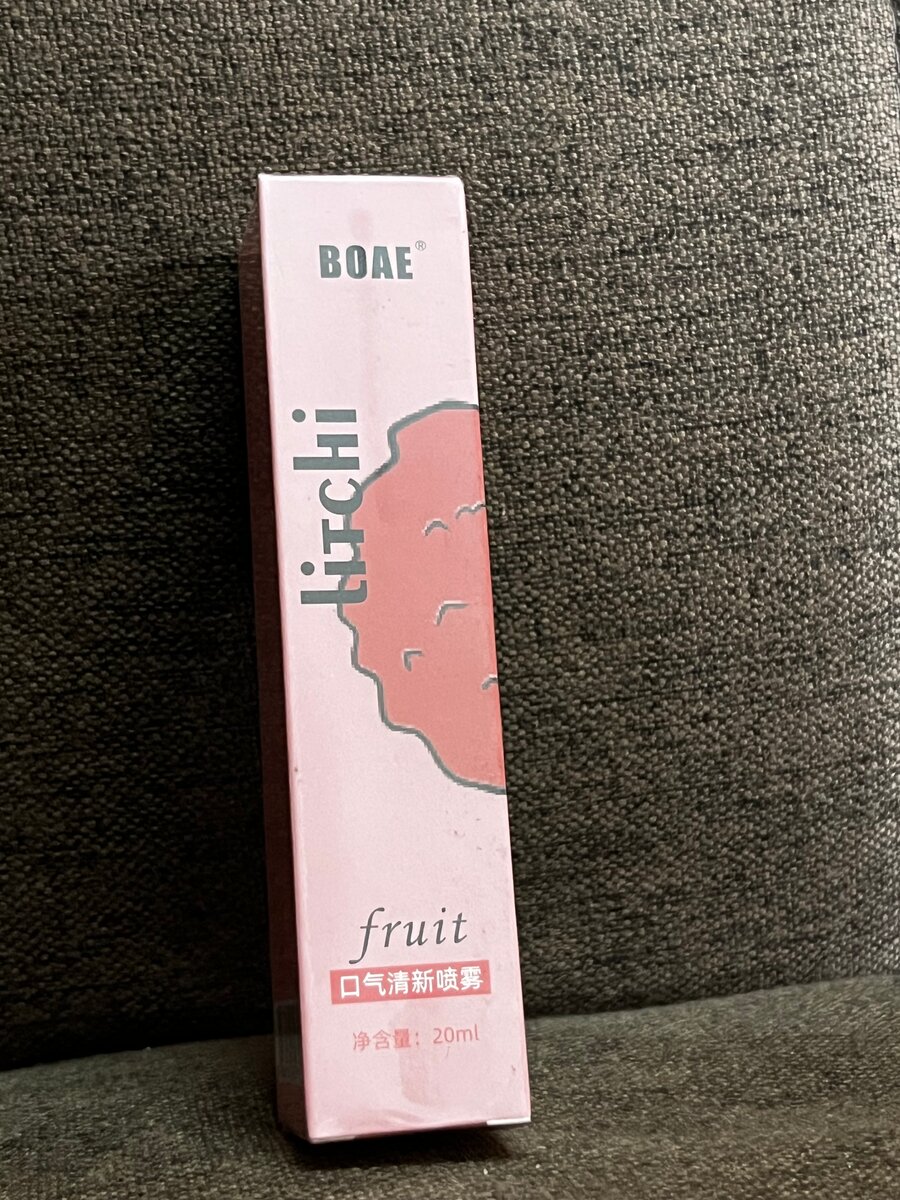 BOAE®
litchi
fruit
口气清新喷雾
净含量：20ml